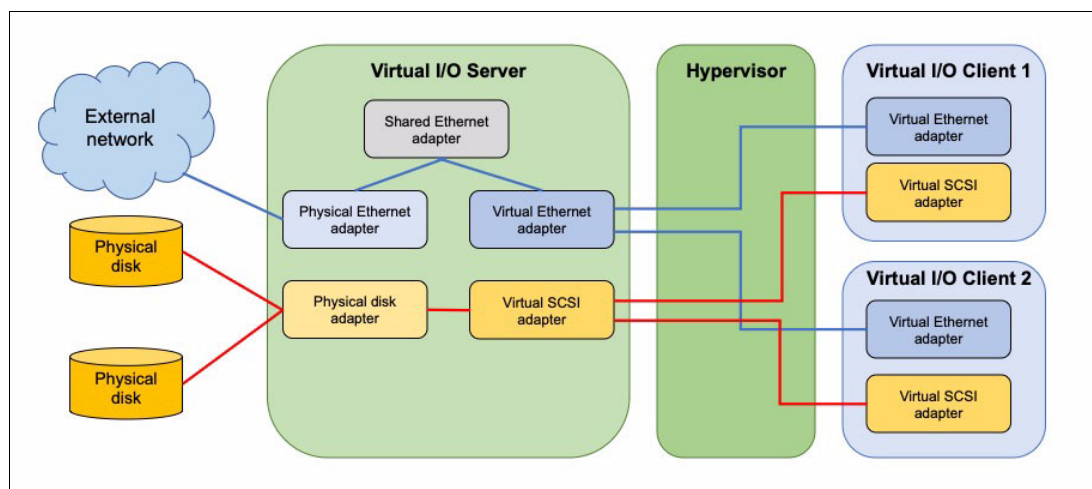 External
network
Physical
disk
Physical
disk
Virtual I/O Server
Shared Ethernet
adapter
Physical Ethernet
adapter
Virtual Ethernet
adapter
Physical disk
adapter
Virtual SCSI
adapter
Hypervisor
Virtual I/O Client 1
Virtual Ethernet
adapter
Virtual SCSI
adapter
Virtual I/O Client 2
Virtual Ethernet
adapter
Virtual SCSI
adapter